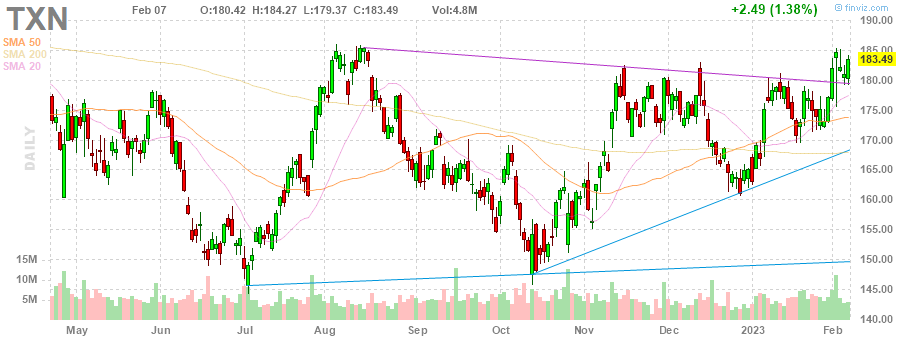 TXN Feb 07 O:180.42 H:184.27 L:179.37 C:183.49 Vol:4.8M +2.49 (1.38%) © finviz.com
SMA 50
SMA 200
SMA 20
DAILY
190.00
185.00
183.49
180.00
175.00
170.00
165.00
160.00
155.00
150.00
145.00
140.00
15M
10M
5M
May Jun Jul Aug Sep Oct Nov Dec 2023 Feb